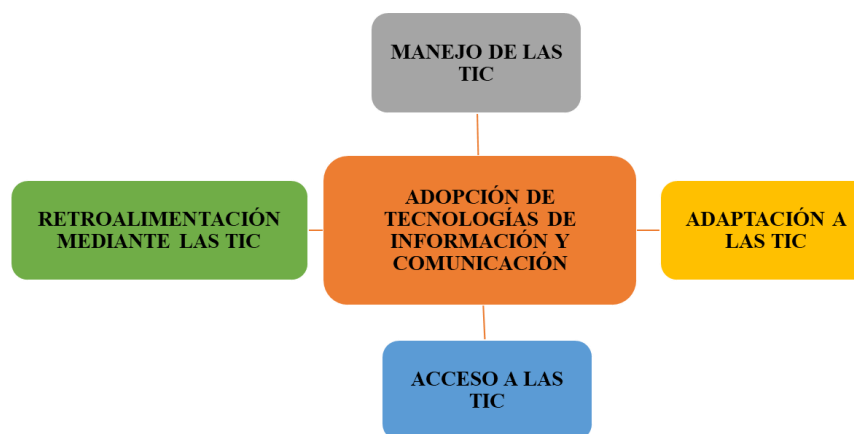 MANEJO DE LAS
TIC
RETROALIMENTACIÓN
MEDIANTE LAS TIC
ADOPCIÓN DE
TECNOLOGÍAS DE
INFORMACIÓN Y
COMUNICACIÓN
ADAPTACIÓN A
LAS TIC
ACCESO A LAS
TIC